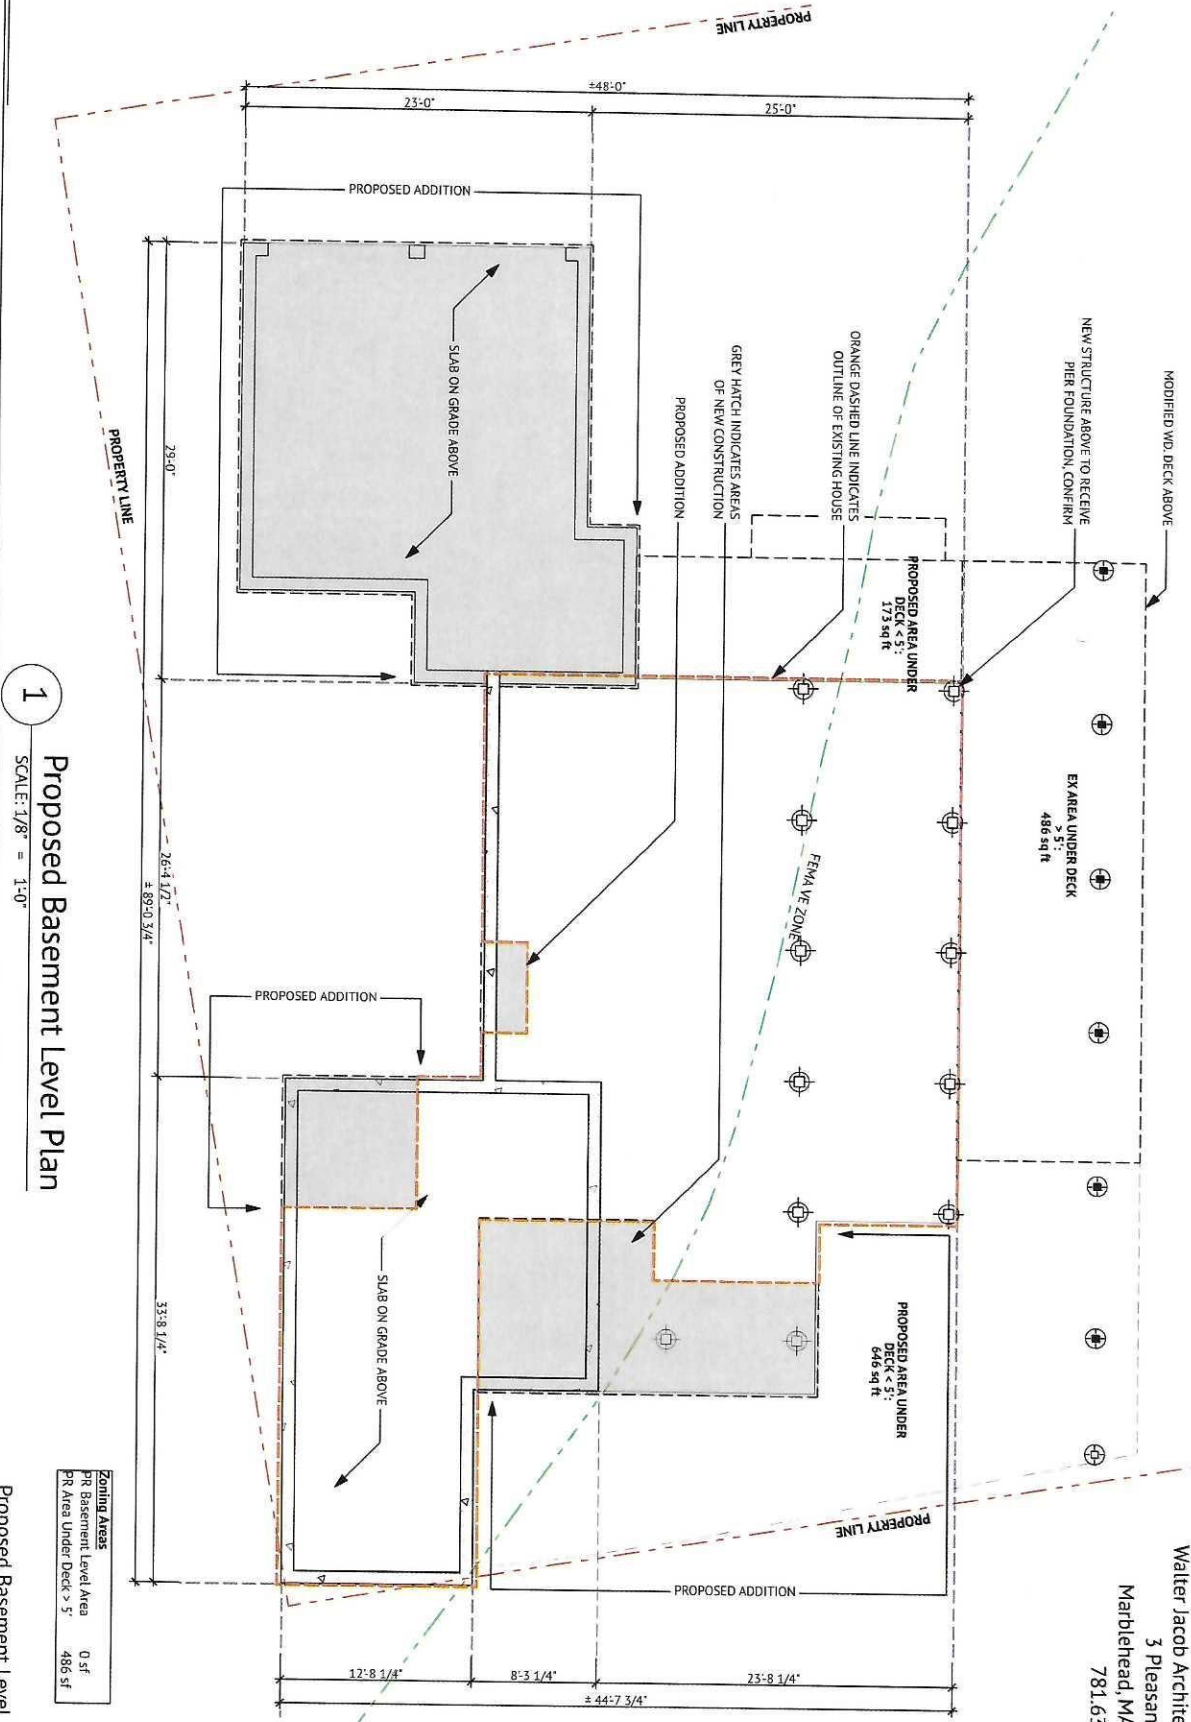 Walter Jacob Archite
3 Pleasan
Marblehead, MA
781.6
PROPERTY LINE
±48'-0"
23'-0"
25'-0"
PROPOSED ADDITION
MODIFIED WD. DECK ABOVE
NEW STRUCTURE ABOVE TO RECEIVE
PIER FOUNDATION, CONFIRM
ORANGE DASHED LINE INDICATES
OUTLINE OF EXISTING HOUSE
GREY HATCH INDICATES AREAS
OF NEW CONSTRUCTION
PROPOSED ADDITION
SLAB ON GRADE ABOVE
PROPERTY LINE
29'-0"
PROPOSED AREA UNDER
DECK < 5':
173 sq ft
EX AREA UNDER DECK
> 5':
486 sq ft
FEMA VE ZONE
26'-4 1/2"
± 89'-0 3/4"
PROPOSED ADDITION
SLAB ON GRADE ABOVE
33'-8 1/4"
PROPOSED AREA UNDER
DECK < 5':
646 sq ft
PROPERTY LINE
PROPOSED ADDITION
12'-8 1/4"
8'-3 1/4"
23'-8 1/4"
± 44'-7 3/4"
1
Proposed Basement Level Plan
SCALE: 1/8" = 1'-0"
Zoning Areas
PR Basement Level Area 0 sf
PR Area Under Deck > 5' 486 sf
Proposed Basement Level